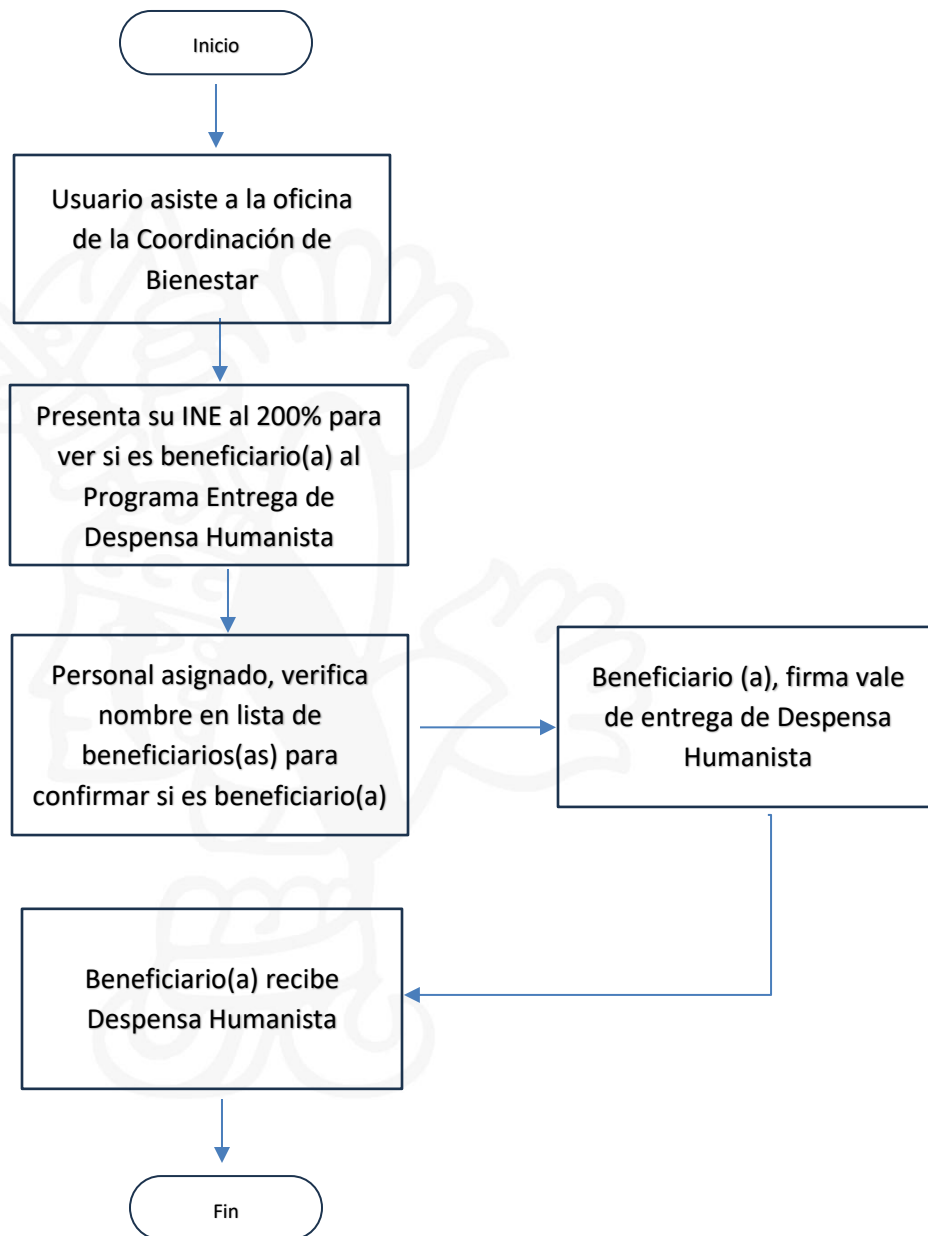 Inicio
Usuario asiste a la oficina
de la Coordinación de
Bienestar
Presenta su INE al 200% para
ver si es beneficiario(a) al
Programa Entrega de
Despensa Humanista
Personal asignado, verifica
nombre en lista de
beneficiarios(as) para
confirmar si es beneficiario(a)
Beneficiario (a), firma vale
de entrega de Despensa
Humanista
Beneficiario(a) recibe
Despensa Humanista
Fin